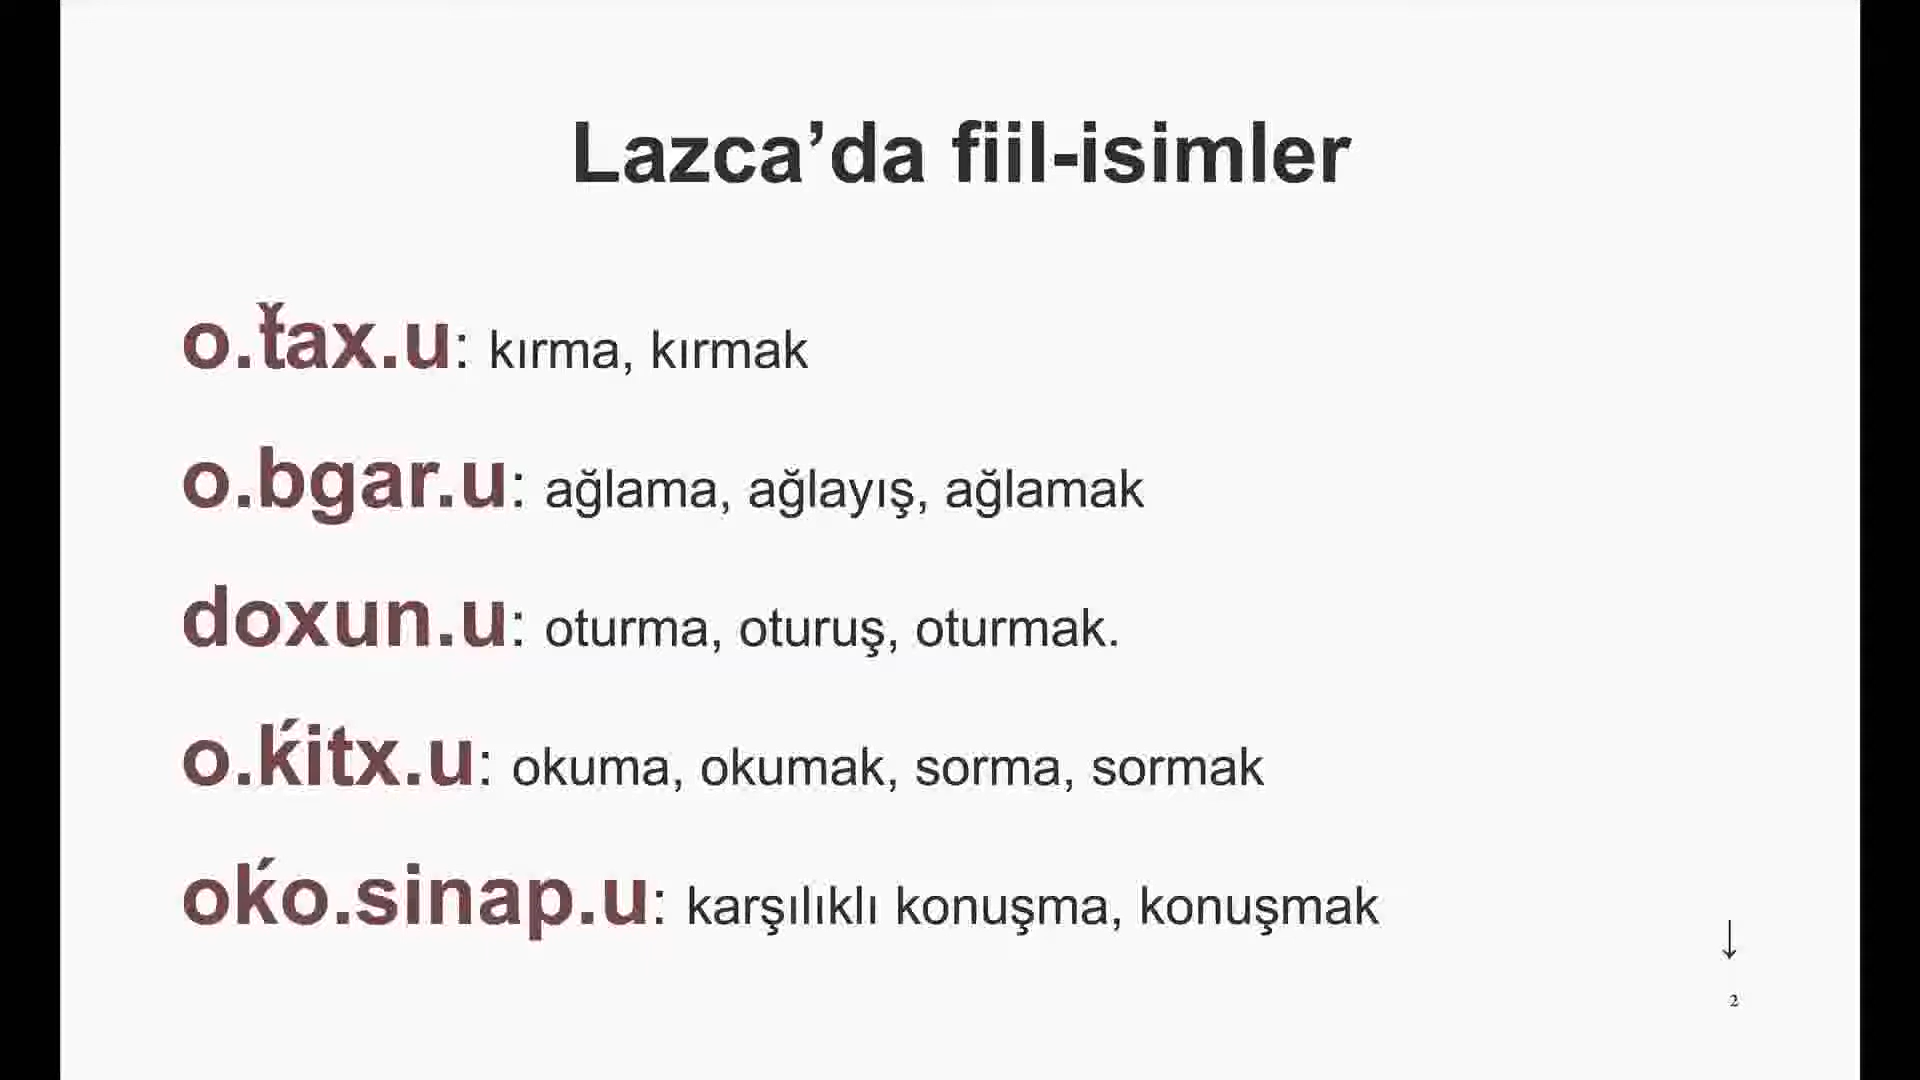 Lazca’da fiil-isimler
o.t̆ax.u: kırma, kırmak
o.bgar.u: ağlama, ağlayış, ağlamak
doxun.u: oturma, oturuş, oturmak.
o.ḱitx.u: okuma, okumak, sorma, sormak
oḱo.sinap.u: karşılıklı konuşma, konuşmak
↓
2